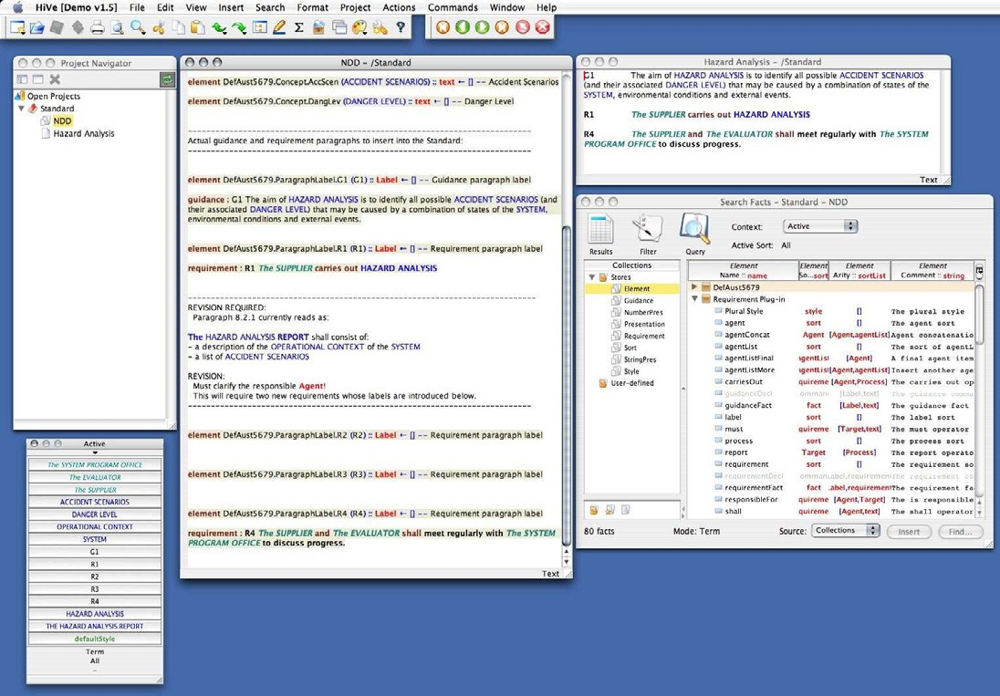 HiVe [Demo v1.5] File Edit View Insert Search Format Project Actions Commands Window Help
Project Navigator
Open Projects
Standard
NDD
Hazard Analysis
NDD - /Standard
element DefAust5679.Concept.AccScen (ACCIDENT SCENARIOS) :: text ← [] -- Accident Scenarios
element DefAust5679.Concept.DangLev (DANGER LEVEL) :: text ← [] -- Danger Level
Actual guidance and requirement paragraphs to insert into the Standard:
element DefAust5679.ParagraphLabel.G1 (G1) :: Label ← [] -- Guidance paragraph label
guidance : G1 The aim of HAZARD ANALYSIS is to identify all possible ACCIDENT SCENARIOS (and
their associated DANGER LEVEL) that may be caused by a combination of states of the SYSTEM,
environmental conditions and external events.
element DefAust5679.ParagraphLabel.R1 (R1) :: Label ← [] -- Requirement paragraph label
requirement : R1 The SUPPLIER carries out HAZARD ANALYSIS
REVISION REQUIRED:
Paragraph 8.2.1 currently reads as:
The HAZARD ANALYSIS REPORT shall consist of:
- a description of the OPERATIONAL CONTEXT of the SYSTEM
- a list of ACCIDENT SCENARIOS
REVISION:
Must clarify the responsible Agent!
This will require two new requirements whose labels are introduced below.
element DefAust5679.ParagraphLabel.R2 (R2) :: Label ← [] -- Requirement paragraph label
element DefAust5679.ParagraphLabel.R3 (R3) :: Label ← [] -- Requirement paragraph label
element DefAust5679.ParagraphLabel.R4 (R4) :: Label ← [] -- Requirement paragraph label
requirement : R4 The SUPPLIER and The EVALUATOR shall meet regularly with The SYSTEM
PROGRAM OFFICE to discuss progress.
Text
Hazard Analysis - /Standard
G1 The aim of HAZARD ANALYSIS is to identify all possible ACCIDENT SCENARIOS
(and their associated DANGER LEVEL) that may be caused by a combination of states of the
SYSTEM, environmental conditions and external events.
R1 The SUPPLIER carries out HAZARD ANALYSIS
R4 The SUPPLIER and The EVALUATOR shall meet regularly with The SYSTEM
PROGRAM OFFICE to discuss progress.
Text
Search Facts - Standard - NDD
Results Filter Query
Context: Active
Active Sort: All
Collections
Stores
Element
Guidance
NumberPres
Presentation
Requirement
Sort
StringPres
Style
User-defined
Element Element Element Element
Name :: name So...sort Arity :: sortList Comment :: string
DefAust5679
Requirement Plug-in
Plural Style style [] The plural style
agent sort [] The agent sort
agentConcat Agent [Agent,agentList] Agent concatenatio
agentList sort [] The sort of agentL
agentListFinal agentList [Agent] A final agent item
agentListMore agentList [Agent,agentList] Insert another age
carriesOut quireme [Agent,Process] The carries out op
guidanceDecl omman [Label,text]
guidanceFact fact [Label,text] The guidance fact
label sort [] The label sort
must quireme [Target,text] The must operator
process sort [] The process sort
report Target [Process] The report operato
requirement sort [] The requirement so
requirementDecl omman Label,requiremen The requirement co
requirementFact fact .abel,requiremen The requirement fa
responsibleFor quireme [Agent,Target] The is responsible
shall quireme [Agent,text] The shall operator
80 facts Mode: Term Source: Collections Insert Find...
Active
The SYSTEM PROGRAM OFFICE
The EVALUATOR
The SUPPLIER
ACCIDENT SCENARIOS
DANGER LEVEL
OPERATIONAL CONTEXT
SYSTEM
G1
R1
R2
R3
R4
HAZARD ANALYSIS
THE HAZARD ANALYSIS REPORT
defaultStyle
Term
All